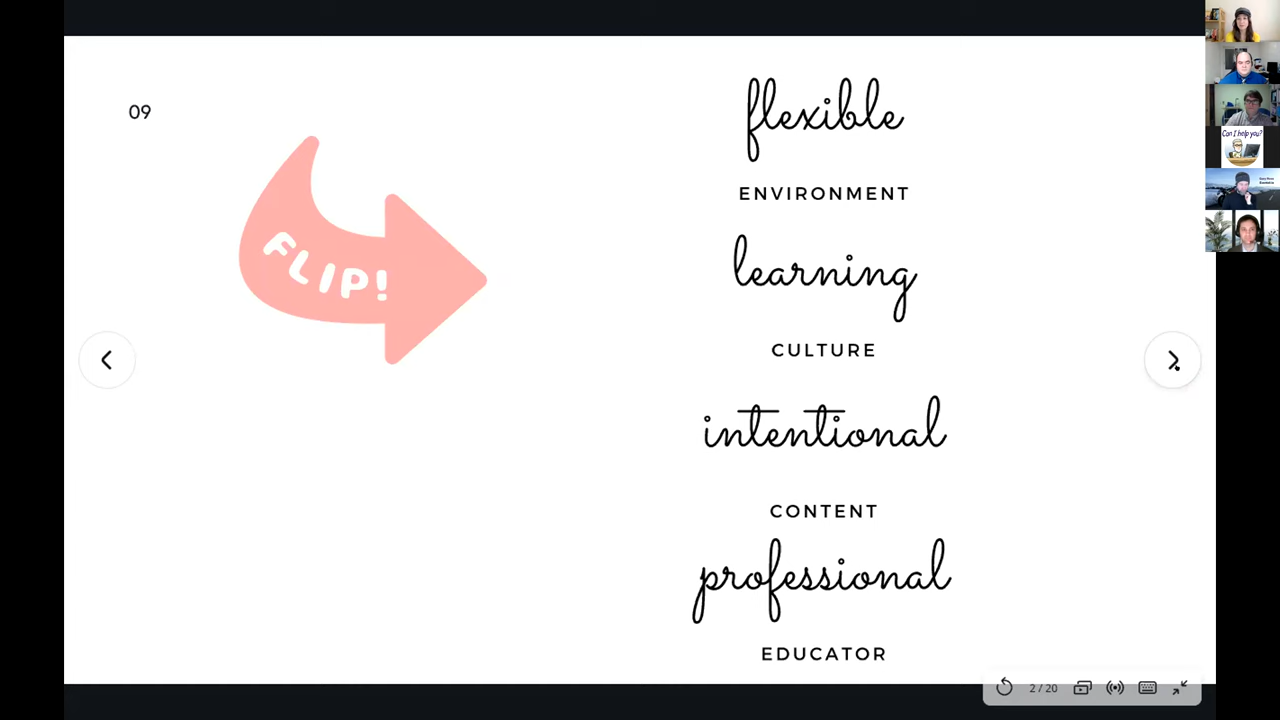 09
FLIP!
flexible
ENVIRONMENT
learning
CULTURE
intentional
CONTENT
professional
EDUCATOR
Can I help you?
2 / 20